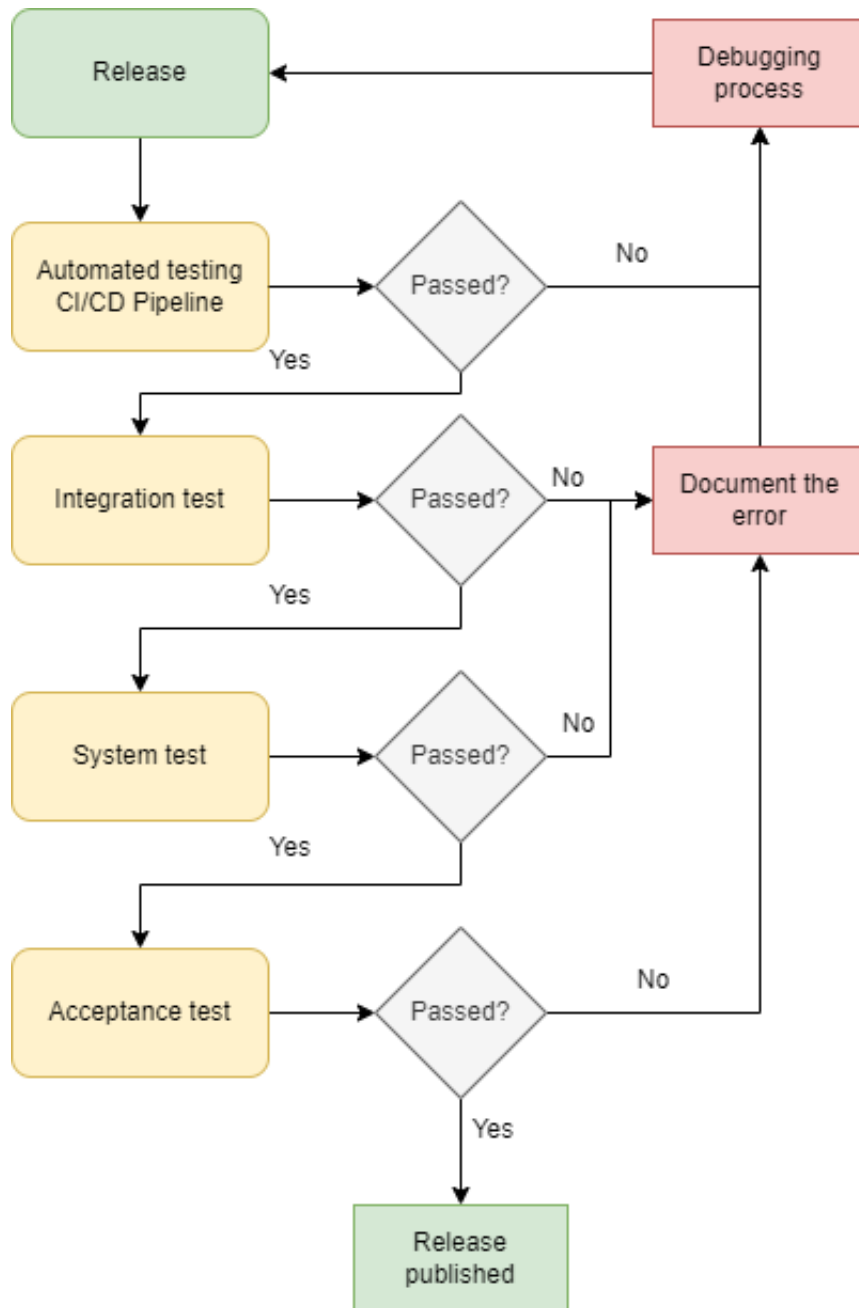 Release
Debugging
process
Automated testing
CI/CD Pipeline
Passed?
No
Yes
Integration test
Passed?
No
Document the
error
Yes
System test
Passed?
No
Yes
Acceptance test
Passed?
No
Yes
Release
published